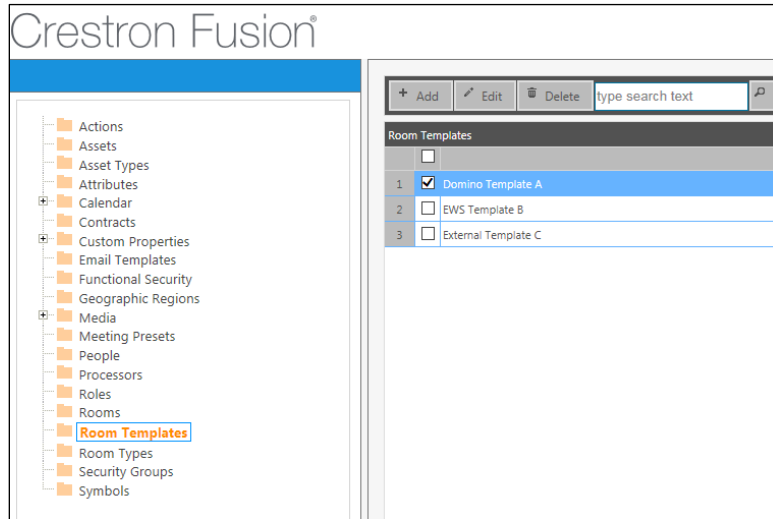 Crestron Fusion®
+ Add Edit Delete type search text
Actions
Assets
Asset Types
Attributes
Calendar
Contracts
Custom Properties
Email Templates
Functional Security
Geographic Regions
Media
Meeting Presets
People
Processors
Roles
Rooms
Room Templates
Room Types
Security Groups
Symbols
Room Templates
1 Domino Template A
2 EWS Template B
3 External Template C